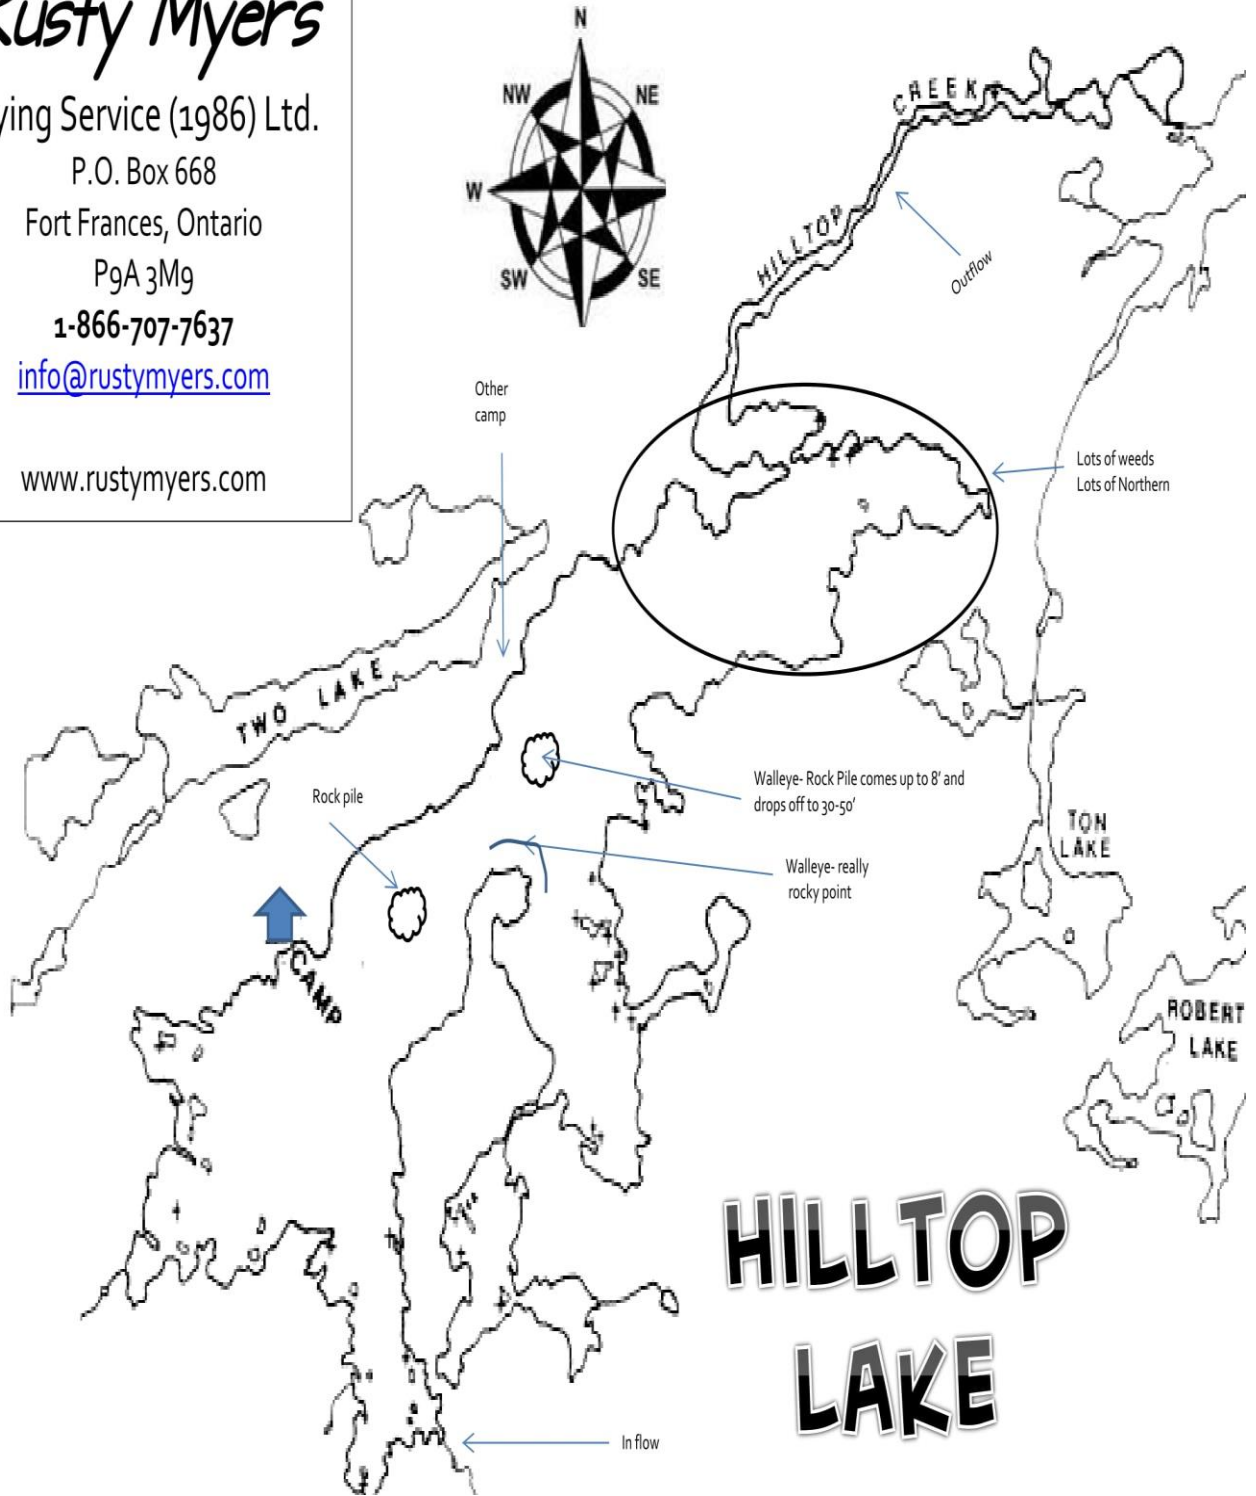 Rusty Myers
ying Service (1986) Ltd.
P.O. Box 668
Fort Frances, Ontario
P9A 3M9
1-866-707-7637
info@rustymyers.com
www.rustymyers.com
N
NW
NE
W
SW
SE
CREEK
HILLTOP
Outflow
Other
camp
Lots of weeds
Lots of Northern
TWO LAKE
Rock pile
Walleye- Rock Pile comes up to 8' and
drops off to 30-50'
TON
LAKE
Walleye- really
rocky point
CAMP
ROBERT
LAKE
HILLTOP
LAKE
In flow